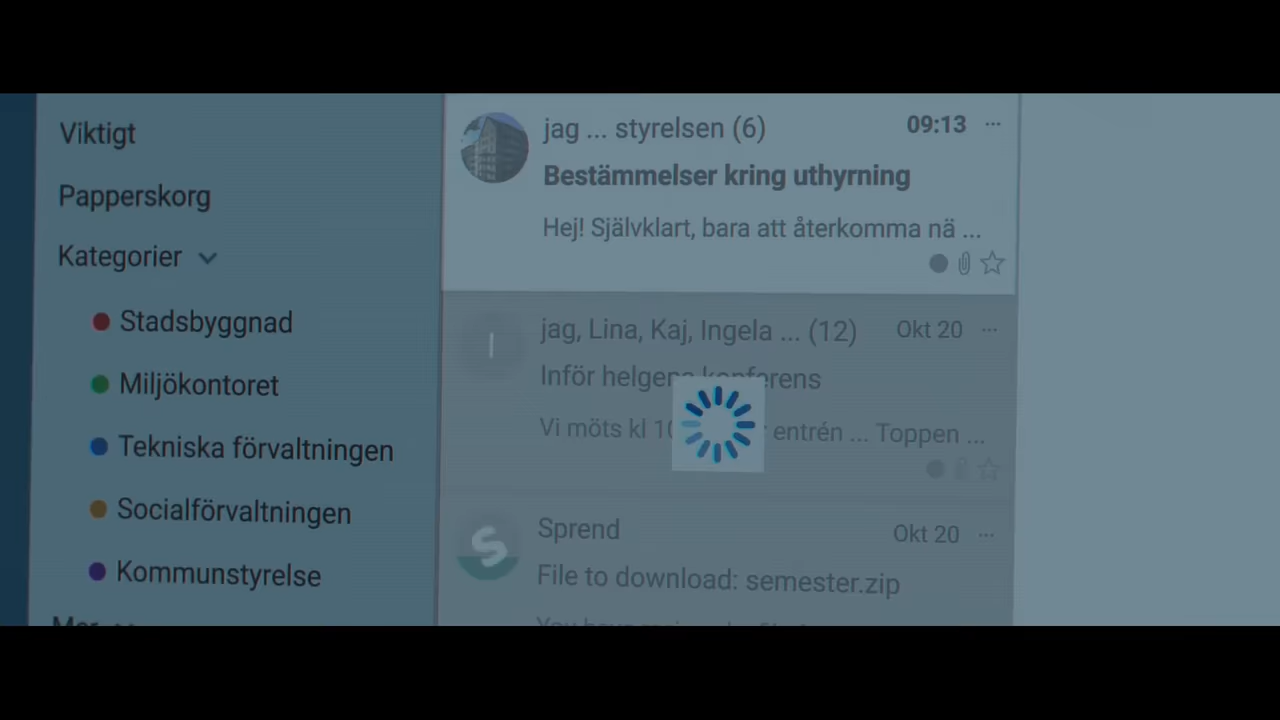 Viktigt
Papperskorg
Kategorier
Stadsbyggnad
Miljökontoret
Tekniska förvaltningen
Socialförvaltningen
Kommunstyrelse
jag ... styrelsen (6) 09:13 ...
Bestämmelser kring uthyrning
Hej! Självklart, bara att återkomma nä ...
I
jag, Lina, Kaj, Ingela ... (12) Okt 20 ...
Inför helgens konferens
Vi möts kl entrén ... Toppen ...
S
Sprend Okt 20 ...
File to download: semester.zip